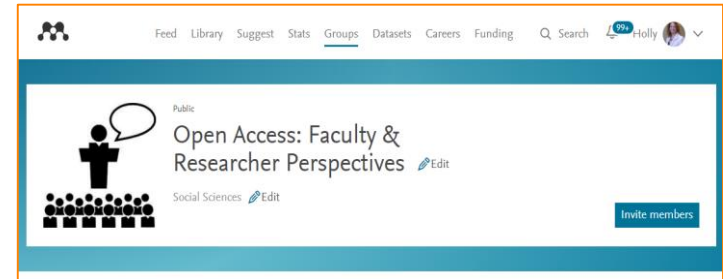 Feed Library Suggest Stats Groups Datasets Careers Funding Search 99+ Holly
Public
Open Access: Faculty &
Researcher Perspectives Edit
Social Sciences Edit
Invite members